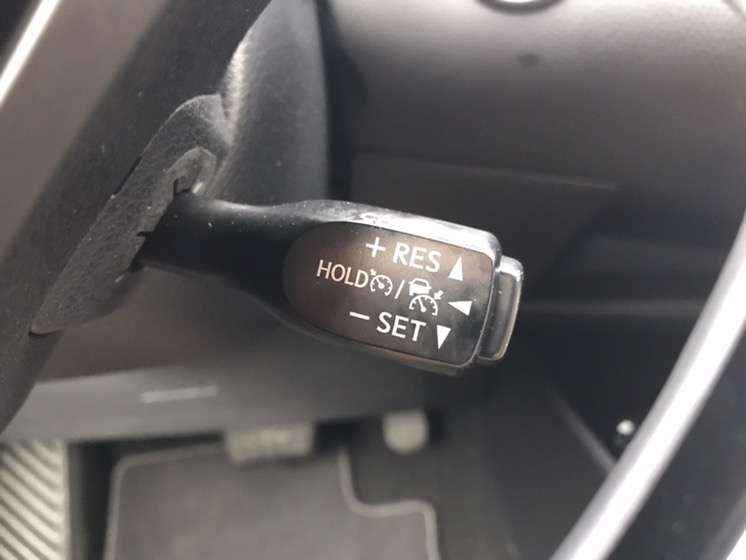 + RES
HOLD /
- SET